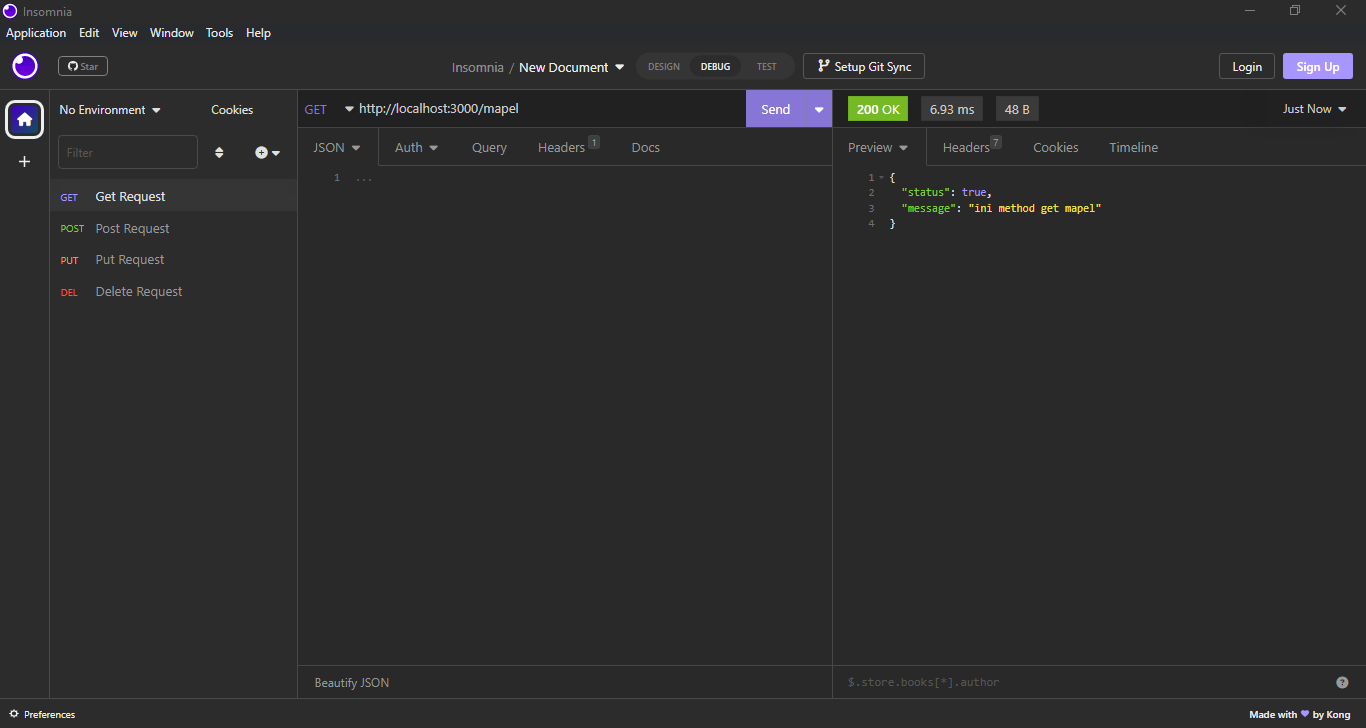 Insomnia
Application Edit View Window Tools Help
Star
Insomnia / New Document
DESIGN DEBUG TEST
Setup Git Sync
Login
Sign Up
No Environment
Cookies
Filter
GET Get Request
POST Post Request
PUT Put Request
DEL Delete Request
GET http://localhost:3000/mapel
Send
JSON Auth Query Headers 1 Docs
1 ...
Beautify JSON
200 OK 6.93 ms 48 B Just Now
Preview Headers 7 Cookies Timeline
1 {
2 "status": true,
3 "message": "ini method get mapel"
4 }
$.store.books[*].author
?
Preferences
Made with ♥ by Kong